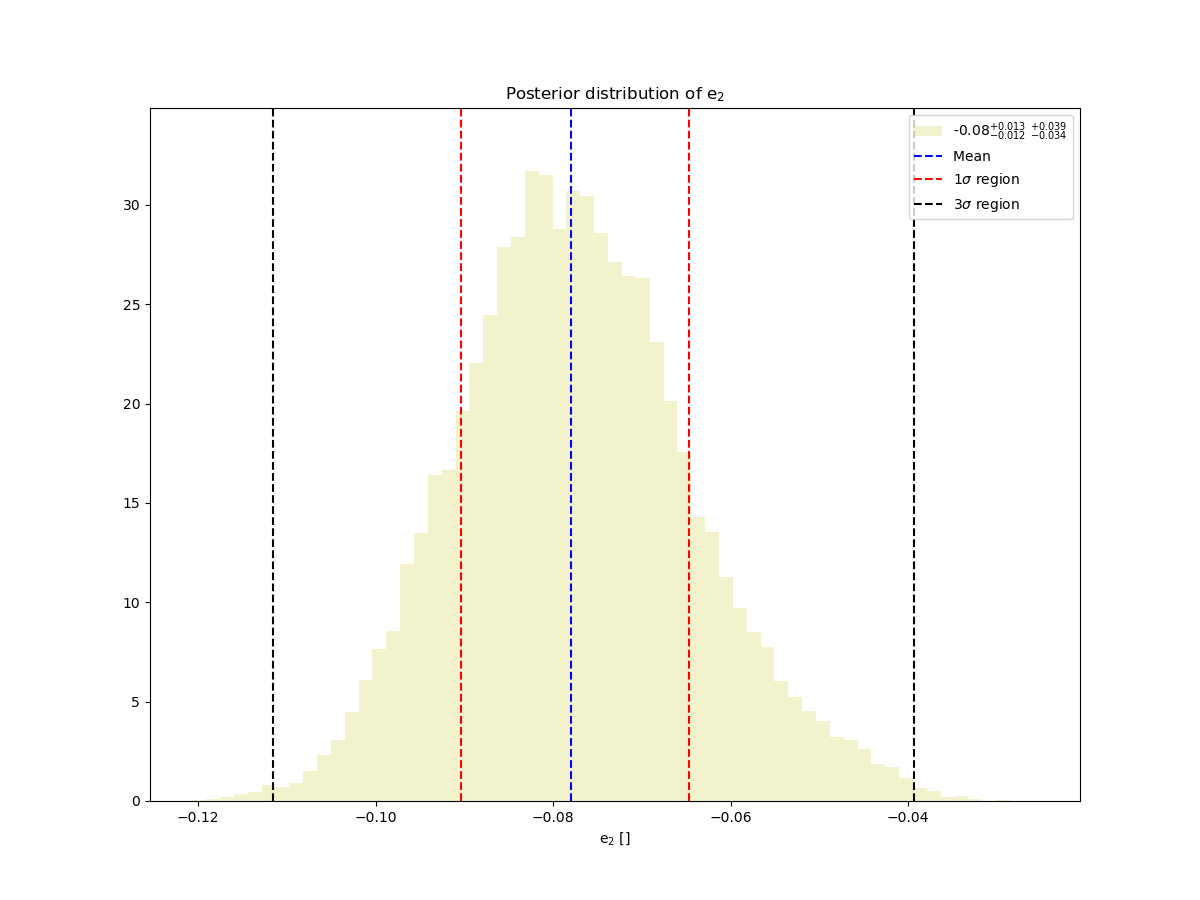 Posterior distribution of e₂
-0.08 +0.013 +0.039
−0.012 −0.034
Mean
1σ region
3σ region
30
25
20
15
10
5
0
−0.12 −0.10 −0.08 −0.06 −0.04
e₂ []